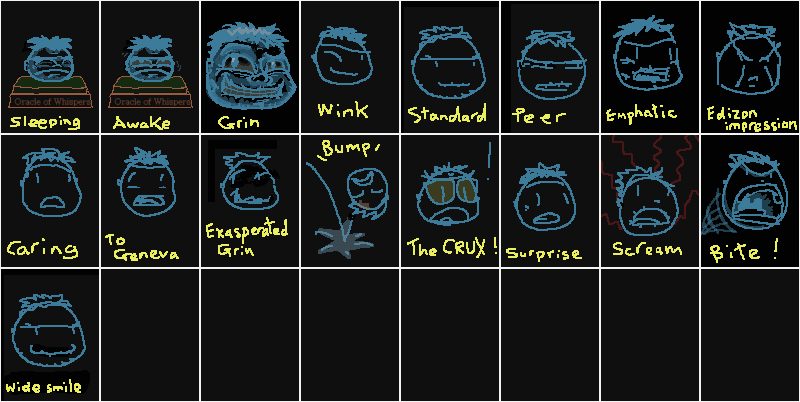 Oracle of Whispers
Sleeping
Oracle of Whispers
Awake
Grin
Wink
Standard
Peer
Emphatic
Edizon
impression
Caring
To
Geneva
Exasperated
Grin
Bump
The CRUX!
Surprise
Scream
Bite!
Wide smile